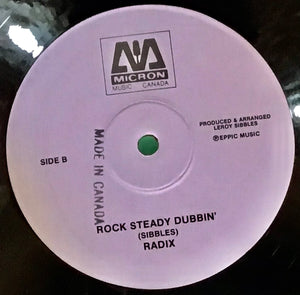 MICRON
MUSIC CANADA
PRODUCED & ARRANGED
LEROY SIBBLES
℗EPPIC MUSIC
SIDE B
MADE IN CANADA
ROCK STEADY DUBBIN'
(SIBBLES)
RADIX